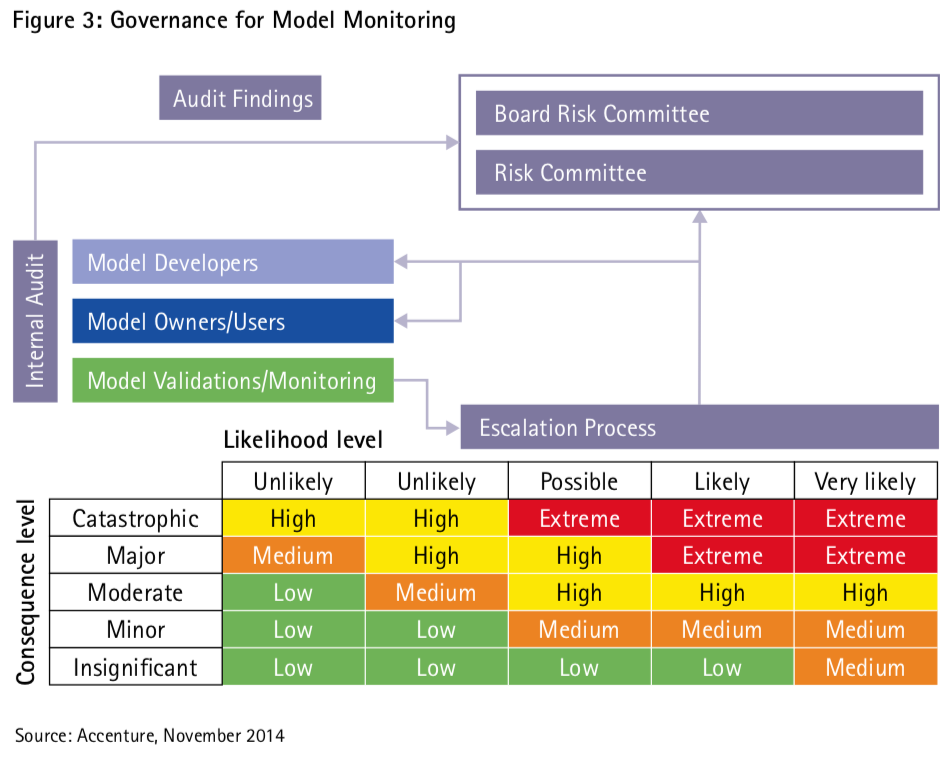 Figure 3: Governance for Model Monitoring
Audit Findings
Board Risk Committee
Risk Committee
Internal Audit
Model Developers
Model Owners/Users
Model Validations/Monitoring
Escalation Process
Likelihood level
Unlikely Unlikely Possible Likely Very likely
Consequence level
Catastrophic High High Extreme Extreme Extreme
Major Medium High High Extreme Extreme
Moderate Low Medium High High High
Minor Low Low Medium Medium Medium
Insignificant Low Low Low Low Medium
Source: Accenture, November 2014